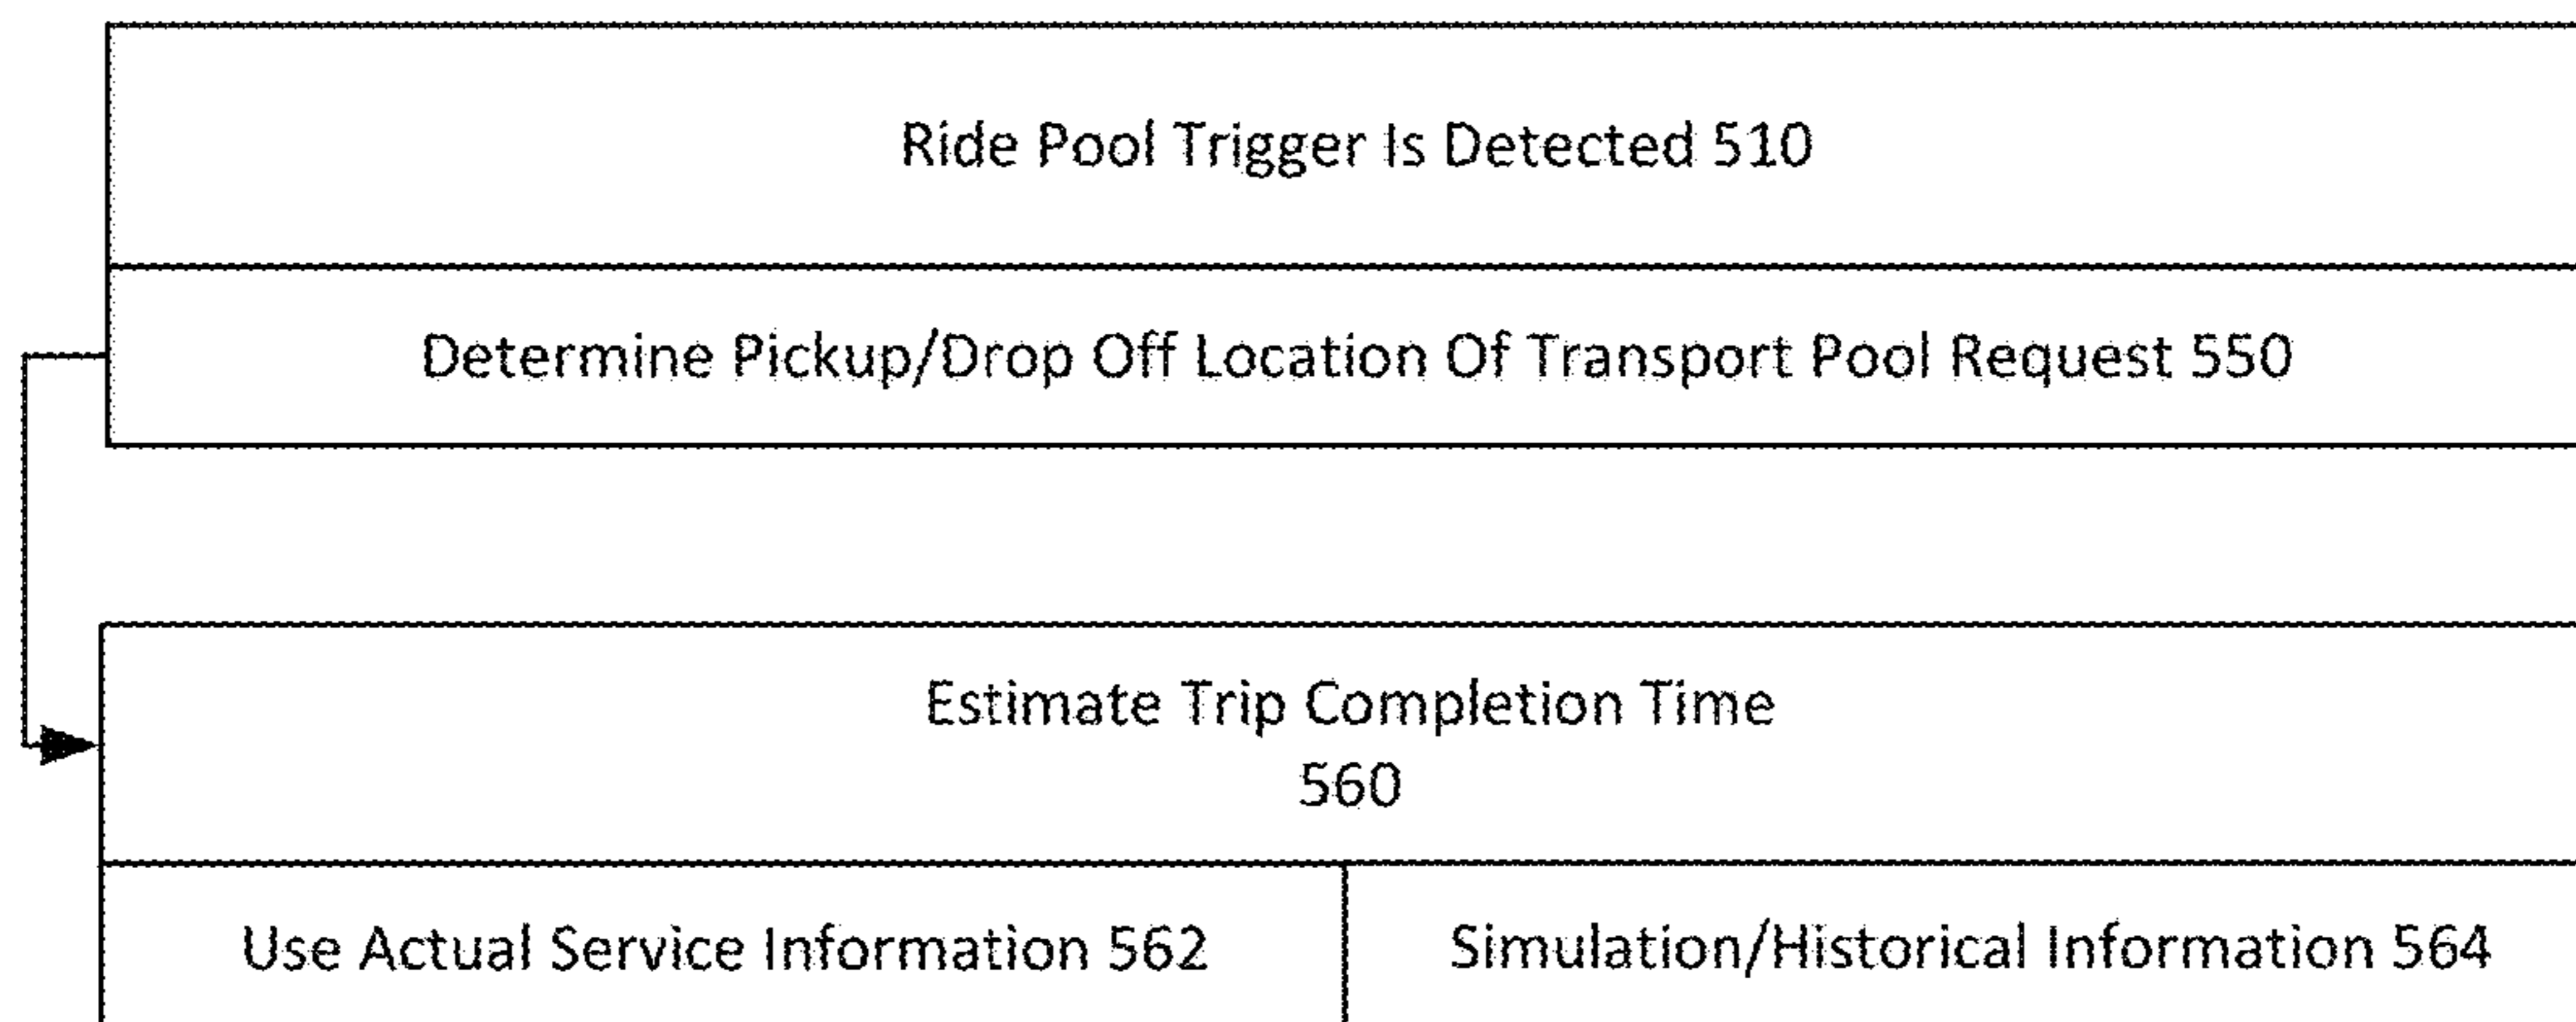 Ride Pool Trigger Is Detected 510
Determine Pickup/Drop Off Location Of Transport Pool Request 550
Estimate Trip Completion Time
560
Use Actual Service Information 562
Simulation/Historical Information 564